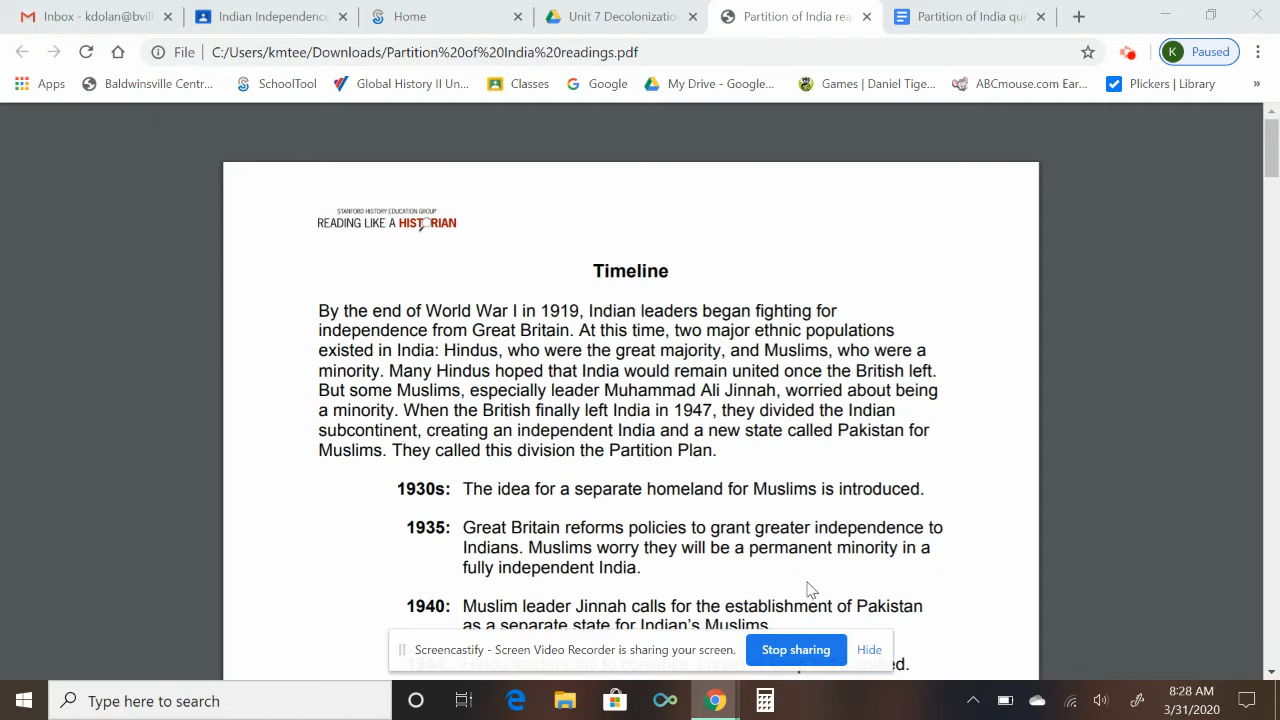 Inbox - kdolan@bvill
Indian Independenc
Home
Unit 7 Decolonizatio
Partition of India rea
Partition of India qu
File
C:/Users/kmtee/Downloads/Partition%20of%20India%20readings.pdf
K
Paused
Apps
Baldwinsville Centr...
SchoolTool
Global History II Un...
Classes
Google
My Drive - Google...
Games | Daniel Tige...
ABCmouse.com Ear...
Plickers | Library
»
STANFORD HISTORY EDUCATION GROUP
READING LIKE A HISTORIAN
Timeline
By the end of World War I in 1919, Indian leaders began fighting for
independence from Great Britain. At this time, two major ethnic populations
existed in India: Hindus, who were the great majority, and Muslims, who were a
minority. Many Hindus hoped that India would remain united once the British left.
But some Muslims, especially leader Muhammad Ali Jinnah, worried about being
a minority. When the British finally left India in 1947, they divided the Indian
subcontinent, creating an independent India and a new state called Pakistan for
Muslims. They called this division the Partition Plan.
1930s: The idea for a separate homeland for Muslims is introduced.
1935: Great Britain reforms policies to grant greater independence to
Indians. Muslims worry they will be a permanent minority in a
fully independent India.
1940: Muslim leader Jinnah calls for the establishment of Pakistan
as a separate state for Indian's Muslims.
Screencastify - Screen Video Recorder is sharing your screen.
Stop sharing
Hide
Type here to search
8:28 AM
3/31/2020